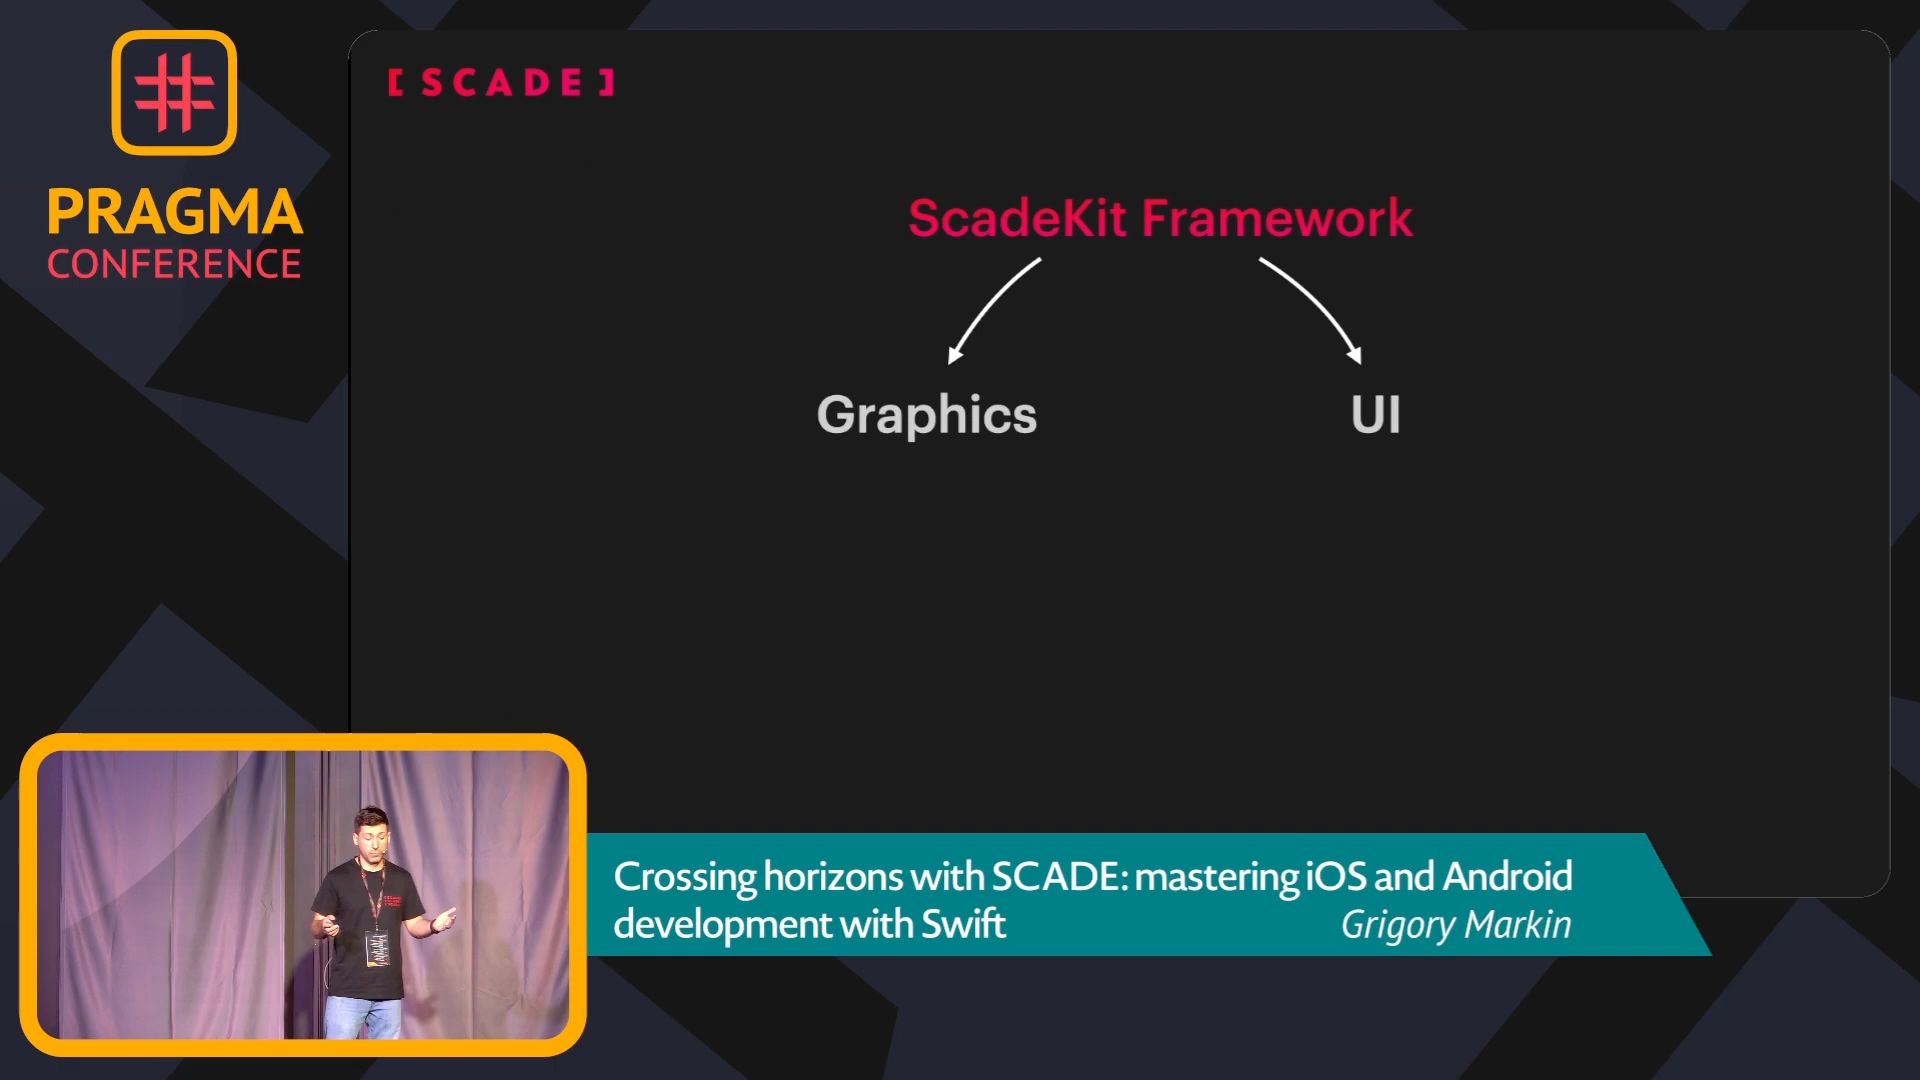 PRAGMA
CONFERENCE
[ SCADE ]
ScadeKit Framework
Graphics
UI
Crossing horizons with SCADE: mastering iOS and Android
development with Swift
Grigory Markin